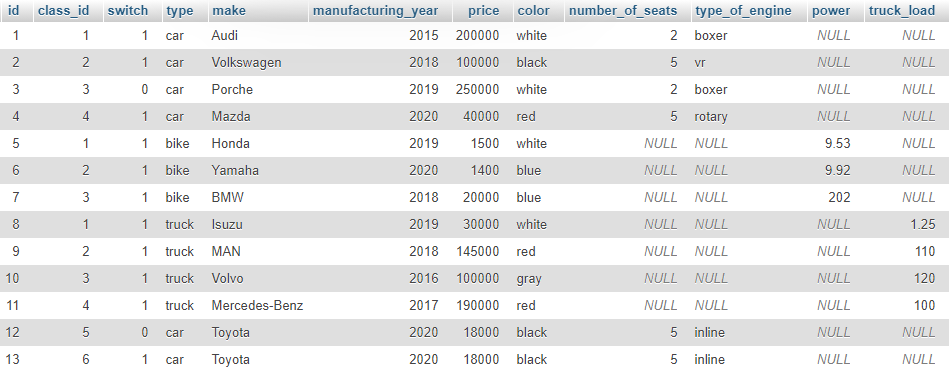 id class_id switch type make manufacturing_year price color number_of_seats type_of_engine power truck_load
1 1 1 car Audi 2015 200000 white 2 boxer NULL NULL
2 2 1 car Volkswagen 2018 100000 black 5 vr NULL NULL
3 3 0 car Porche 2019 250000 white 2 boxer NULL NULL
4 4 1 car Mazda 2020 40000 red 5 rotary NULL NULL
5 1 1 bike Honda 2019 1500 white NULL NULL 9.53 NULL
6 2 1 bike Yamaha 2020 1400 blue NULL NULL 9.92 NULL
7 3 1 bike BMW 2018 20000 blue NULL NULL 202 NULL
8 1 1 truck Isuzu 2019 30000 white NULL NULL NULL 1.25
9 2 1 truck MAN 2018 145000 red NULL NULL NULL 110
10 3 1 truck Volvo 2016 100000 gray NULL NULL NULL 120
11 4 1 truck Mercedes-Benz 2017 190000 red NULL NULL NULL 100
12 5 0 car Toyota 2020 18000 black 5 inline NULL NULL
13 6 1 car Toyota 2020 18000 black 5 inline NULL NULL